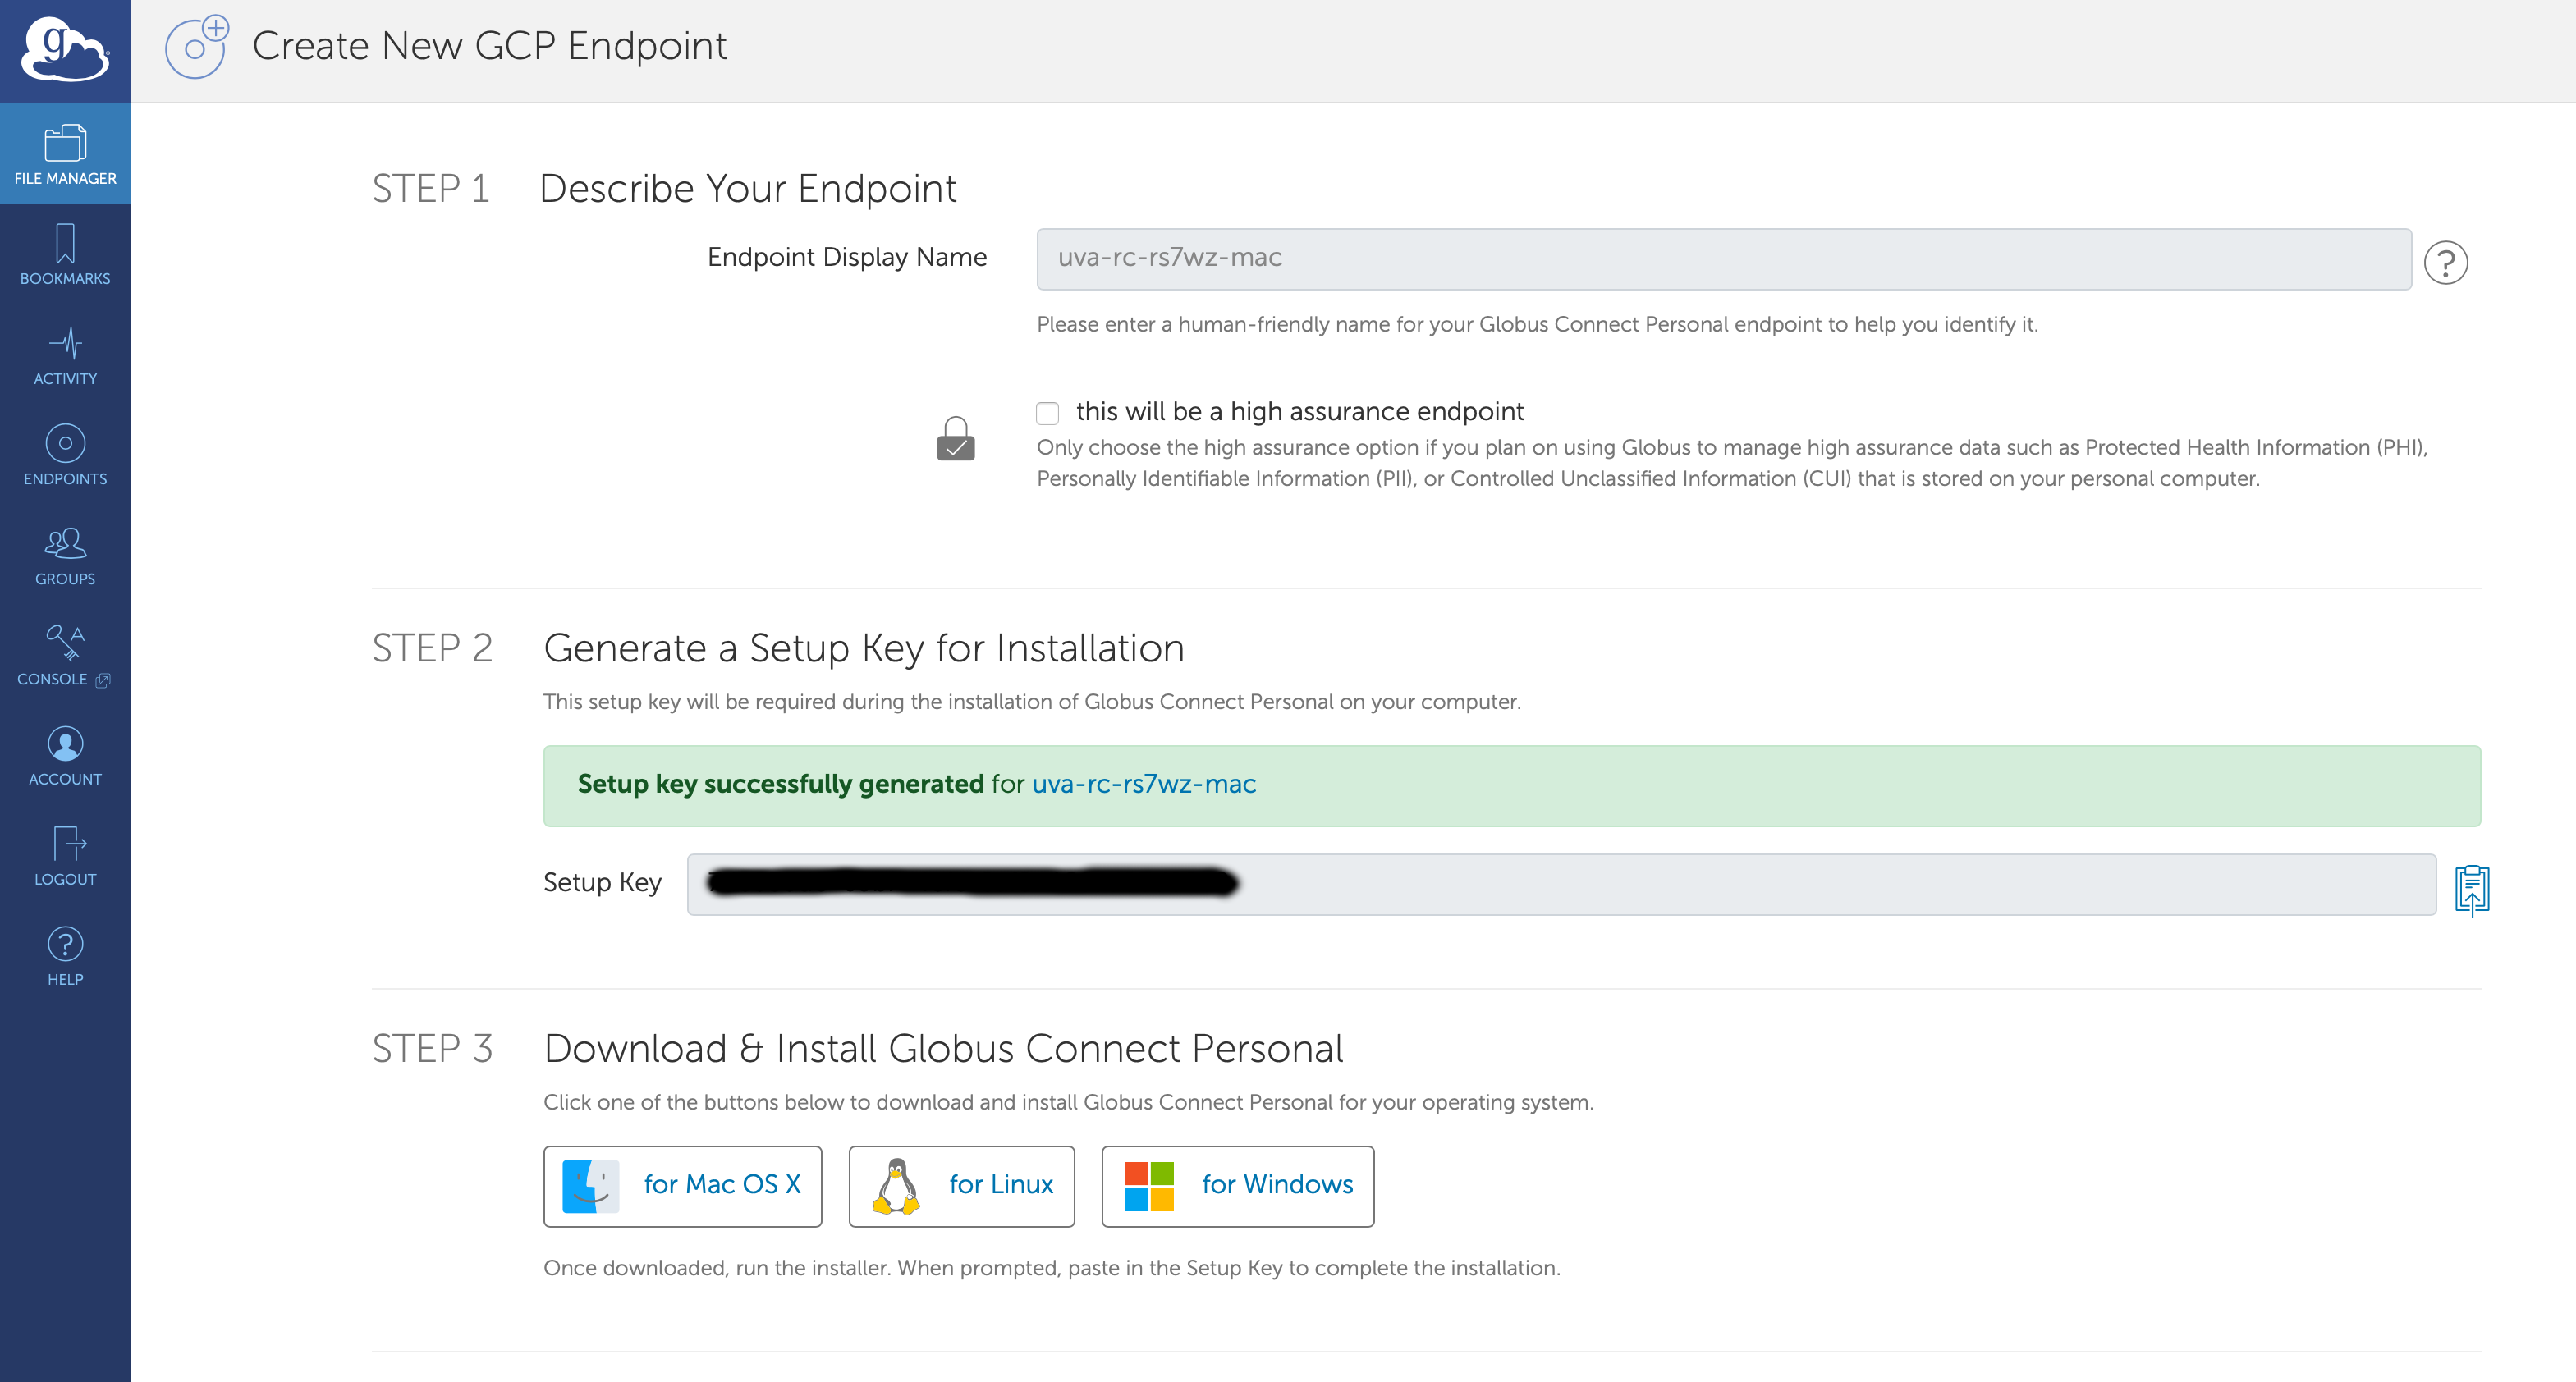 g
Create New GCP Endpoint
FILE MANAGER
BOOKMARKS
ACTIVITY
ENDPOINTS
GROUPS
CONSOLE
ACCOUNT
LOGOUT
HELP
STEP 1 Describe Your Endpoint
Endpoint Display Name uva-rc-rs7wz-mac ?
Please enter a human-friendly name for your Globus Connect Personal endpoint to help you identify it.
this will be a high assurance endpoint
Only choose the high assurance option if you plan on using Globus to manage high assurance data such as Protected Health Information (PHI),
Personally Identifiable Information (PII), or Controlled Unclassified Information (CUI) that is stored on your personal computer.
STEP 2 Generate a Setup Key for Installation
This setup key will be required during the installation of Globus Connect Personal on your computer.
Setup key successfully generated for uva-rc-rs7wz-mac
Setup Key
STEP 3 Download & Install Globus Connect Personal
Click one of the buttons below to download and install Globus Connect Personal for your operating system.
for Mac OS X for Linux for Windows
Once downloaded, run the installer. When prompted, paste in the Setup Key to complete the installation.